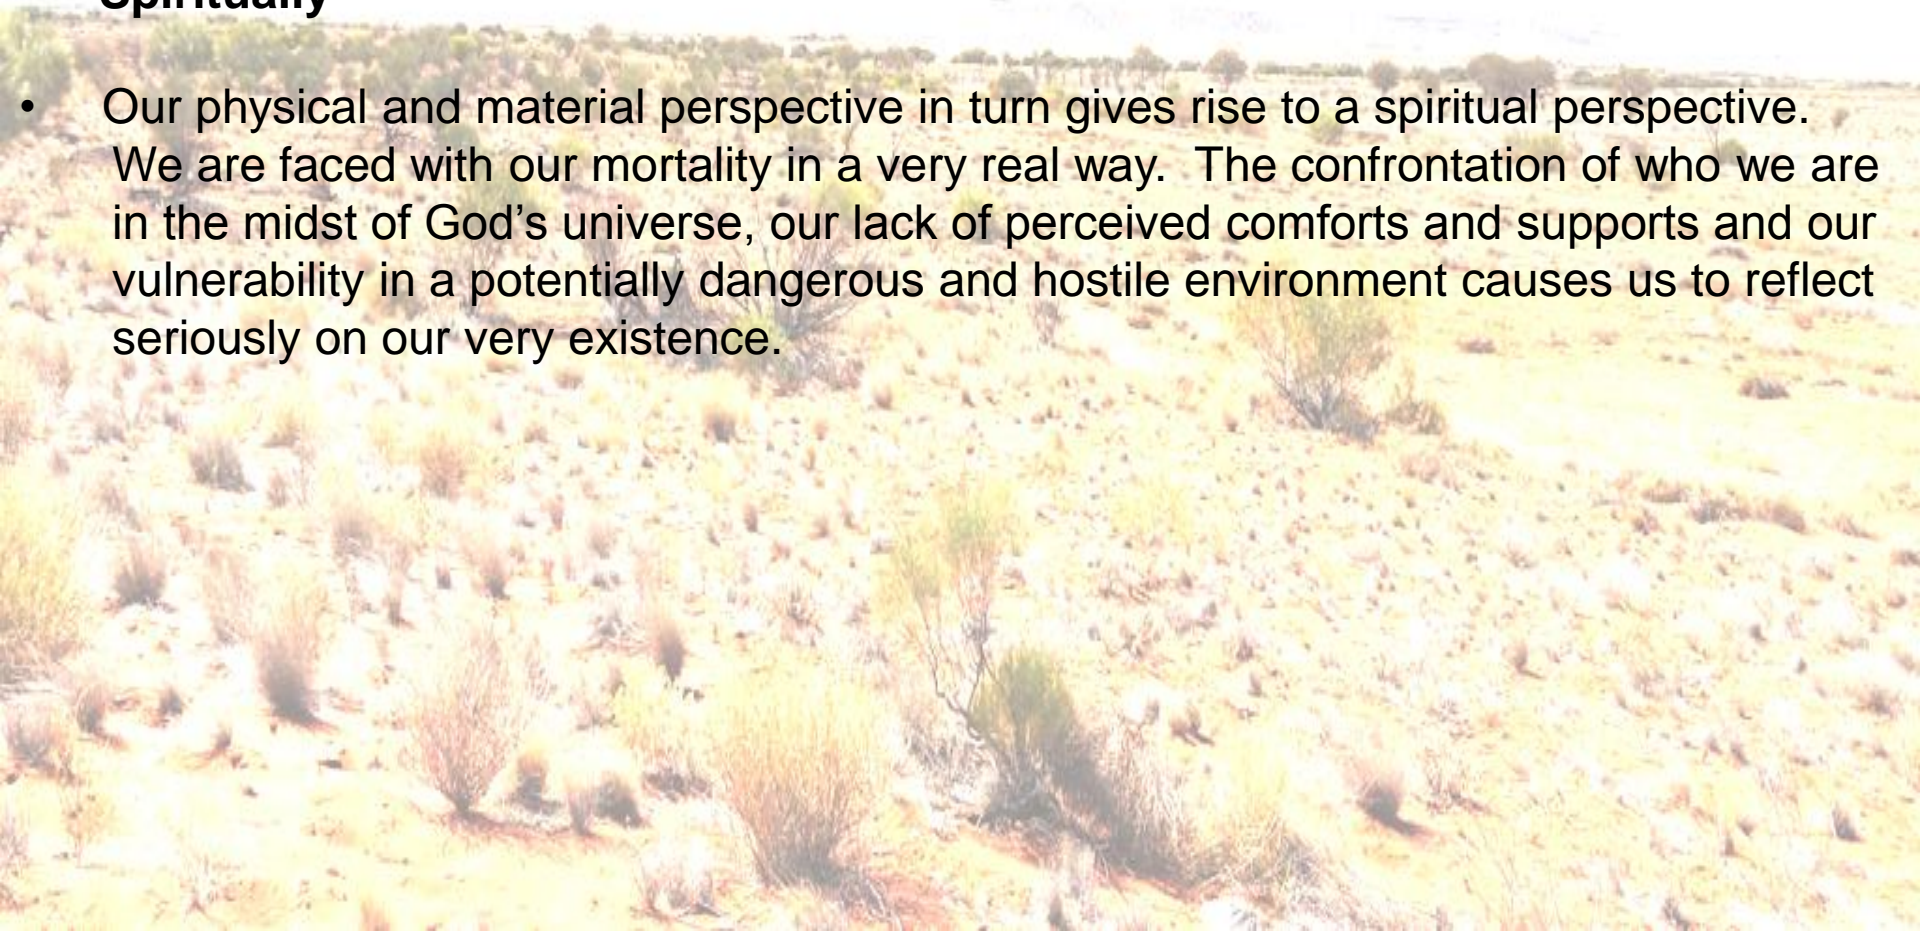 Spiritually
• Our physical and material perspective in turn gives rise to a spiritual perspective.
We are faced with our mortality in a very real way.  The confrontation of who we are
in the midst of God’s universe, our lack of perceived comforts and supports and our
vulnerability in a potentially dangerous and hostile environment causes us to reflect
seriously on our very existence.